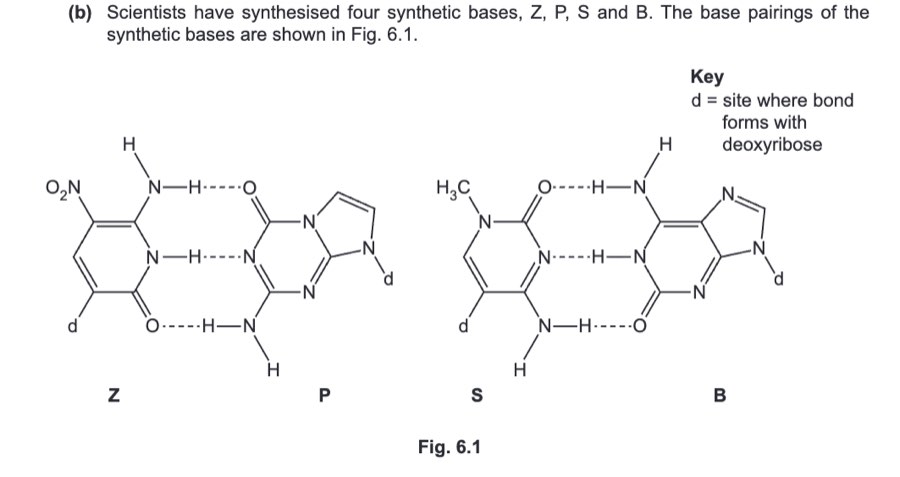 (b) Scientists have synthesised four synthetic bases, Z, P, S and B. The base pairings of the
synthetic bases are shown in Fig. 6.1.
Key
d = site where bond
forms with
deoxyribose
H
H
O₂N
N—H-----O
H₃C
O-----H—N
N
N
N
N—H-----N
N
N-----H—N
N
d
N
d
N
d
O-----H—N
d
N—H-----O
H
H
Z
P
S
B
Fig. 6.1